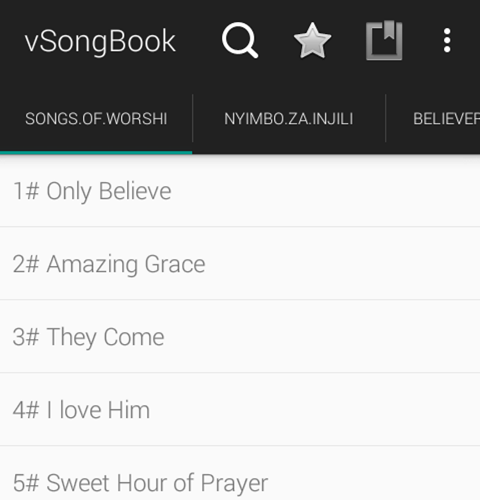 vSongBook
SONGS.OF.WORSHI NYIMBO.ZA.INJILI BELIEVER
1# Only Believe
2# Amazing Grace
3# They Come
4# I love Him
5# Sweet Hour of Prayer